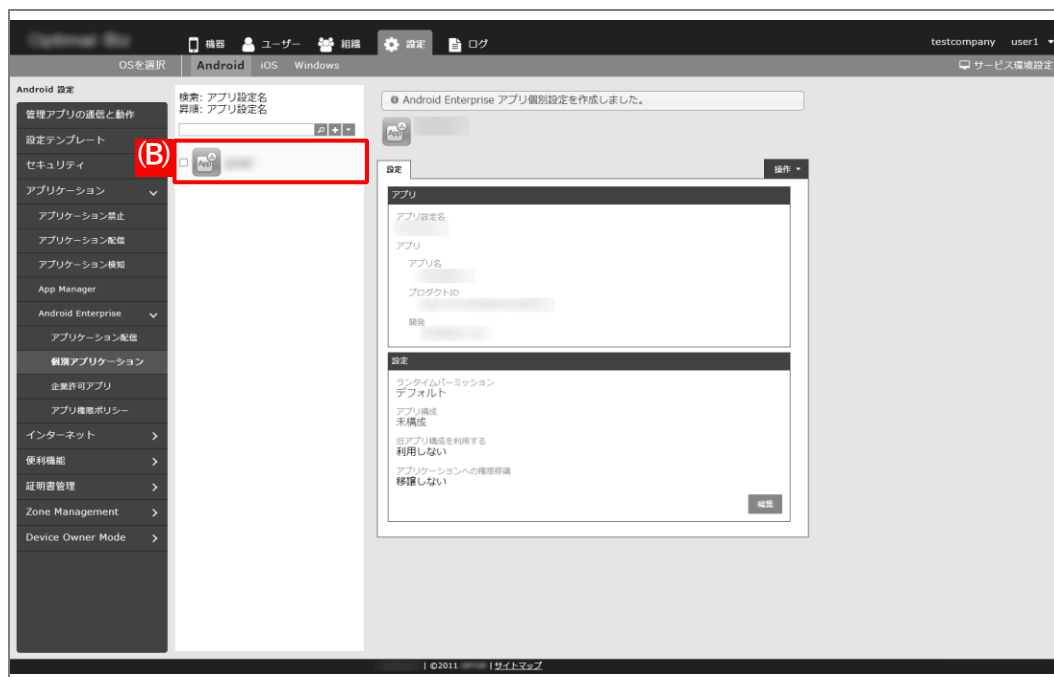 機器 ユーザー 組織 設定 ログ testcompany user1
OSを選択 Android iOS Windows サービス環境設定
Android 設定
管理アプリの通信と動作
設定テンプレート
セキュリティ
アプリケーション
アプリケーション禁止
アプリケーション配信
アプリケーション検知
App Manager
Android Enterprise
アプリケーション配信
個別アプリケーション
企業許可アプリ
アプリ権限ポリシー
インターネット
便利機能
証明書管理
Zone Management
Device Owner Mode
検索: アプリ設定名
昇順: アプリ設定名
(B)
App
Android Enterprise アプリ個別設定を作成しました。
App
設定 操作
アプリ
アプリ設定名
アプリ
アプリ名
プロダクトID
開発
設定
ランタイムパーミッション
デフォルト
アプリ構成
未構成
旧アプリ構成を利用する
利用しない
アプリケーションへの権限移譲
移譲しない
編集
| ©2011 | サイトマップ